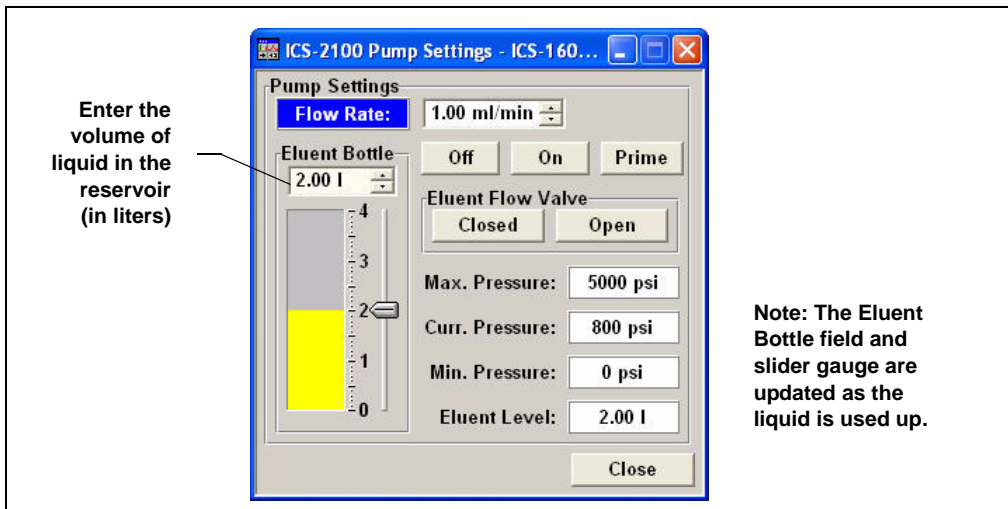 ICS-2100 Pump Settings - ICS-160...
Enter the
volume of
liquid in the
reservoir
(in liters)
Pump Settings
Flow Rate:
1.00 ml/min
Eluent Bottle
2.00 l
4
3
2
1
0
Off
On
Prime
Eluent Flow Valve
Closed
Open
Max. Pressure:
5000 psi
Curr. Pressure:
800 psi
Min. Pressure:
0 psi
Eluent Level:
2.00 l
Close
Note: The Eluent
Bottle field and
slider gauge are
updated as the
liquid is used up.